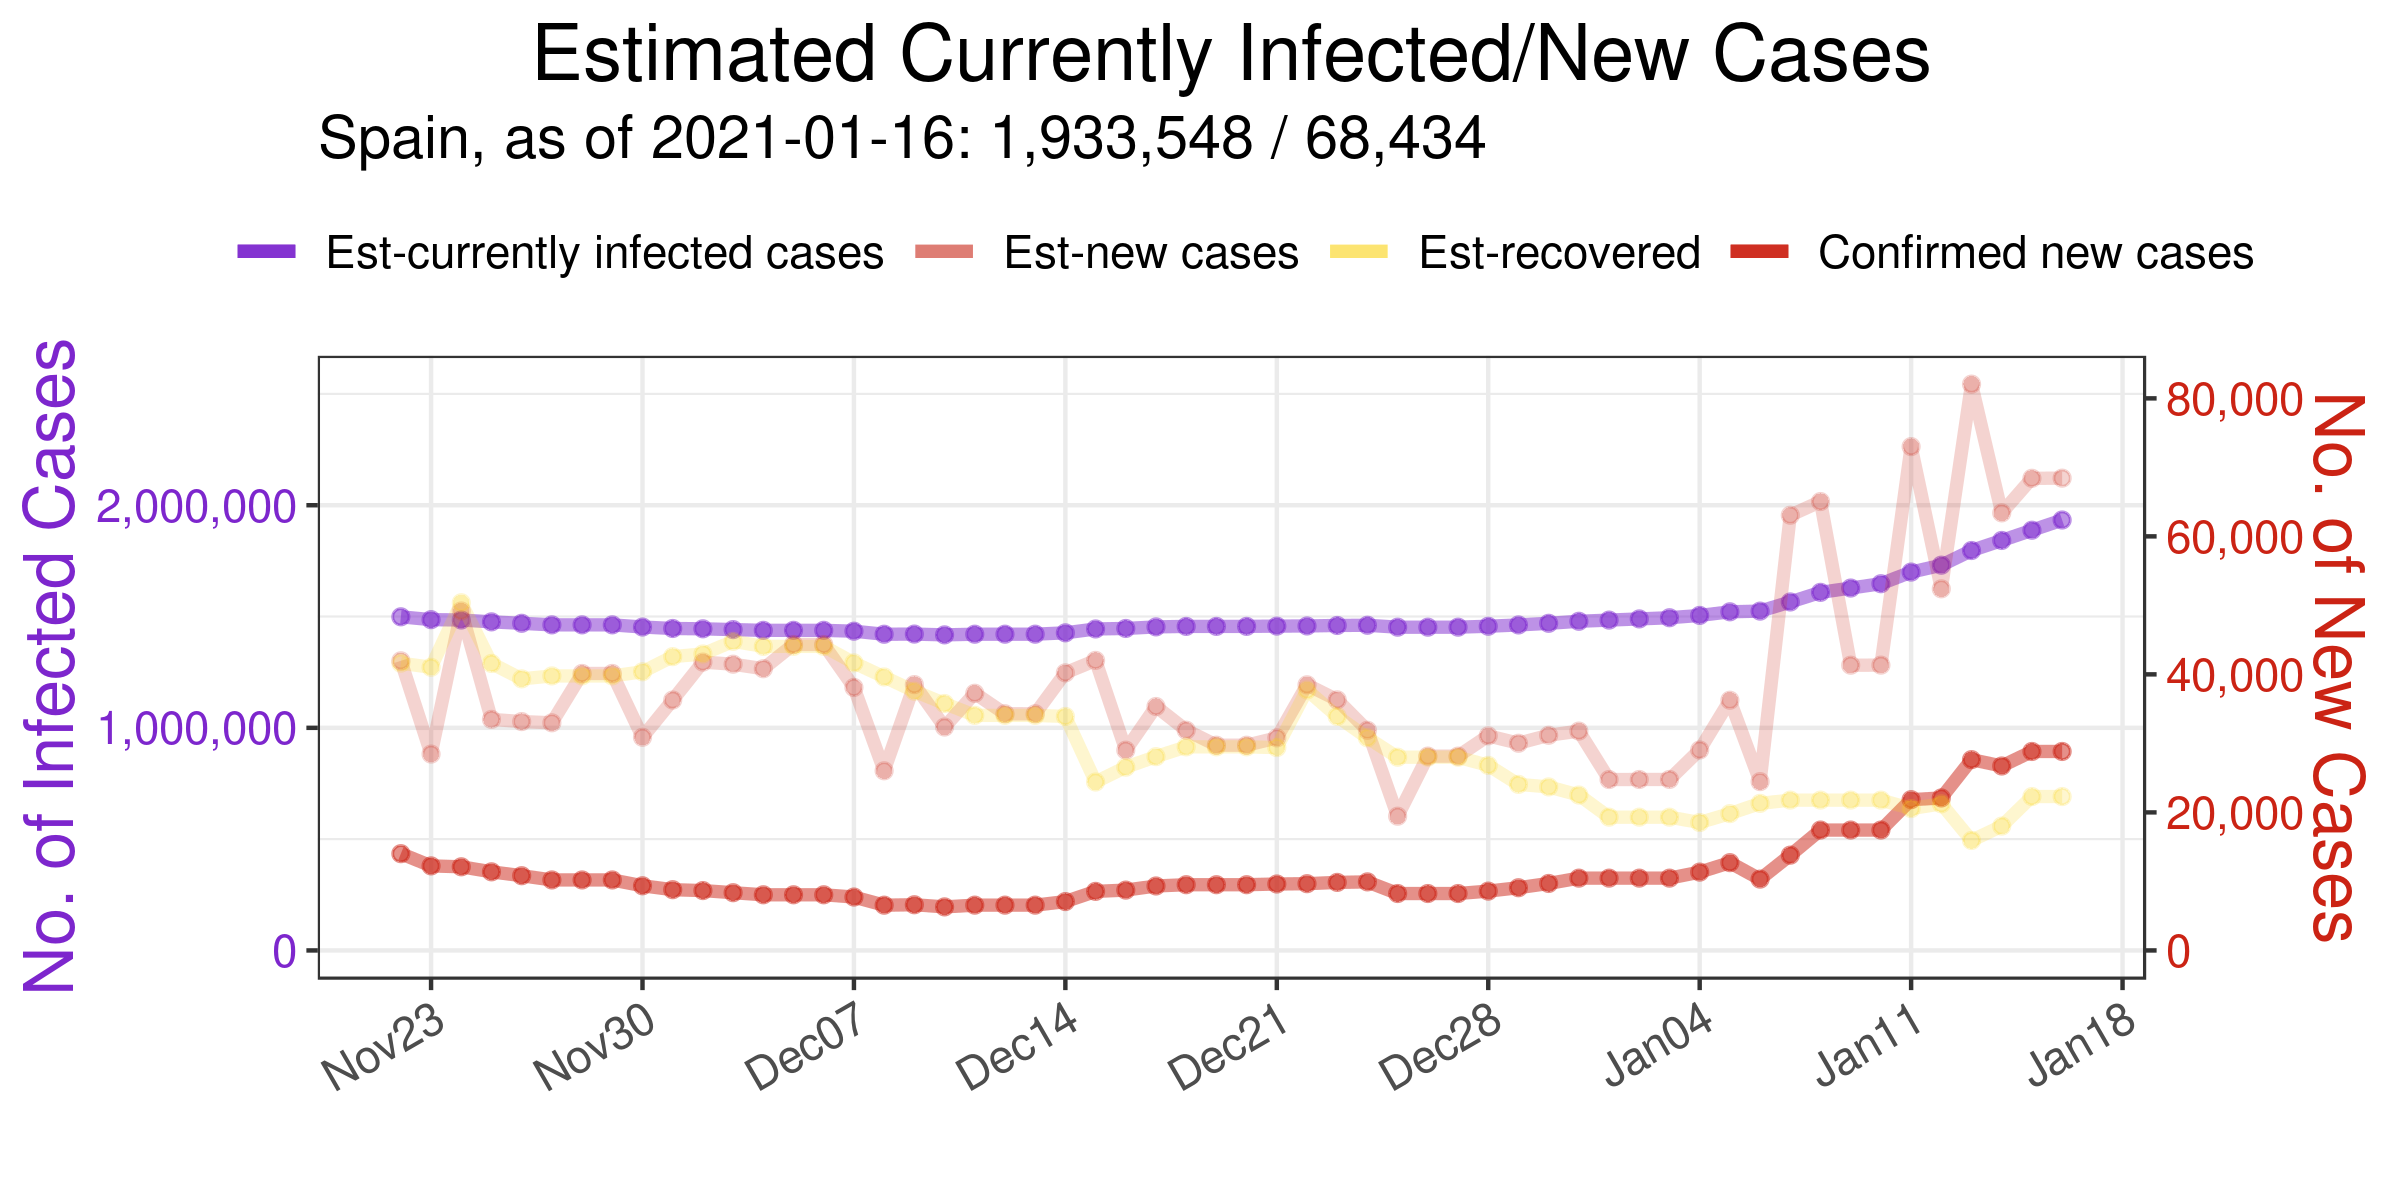 Estimated Currently Infected/New Cases
Spain, as of 2021-01-16: 1,933,548 / 68,434
Est-currently infected cases Est-new cases Est-recovered Confirmed new cases
No. of Infected Cases
2,000,000
1,000,000
0
80,000
60,000
40,000
20,000
0
No. of New Cases
Nov23 Nov30 Dec07 Dec14 Dec21 Dec28 Jan04 Jan11 Jan18